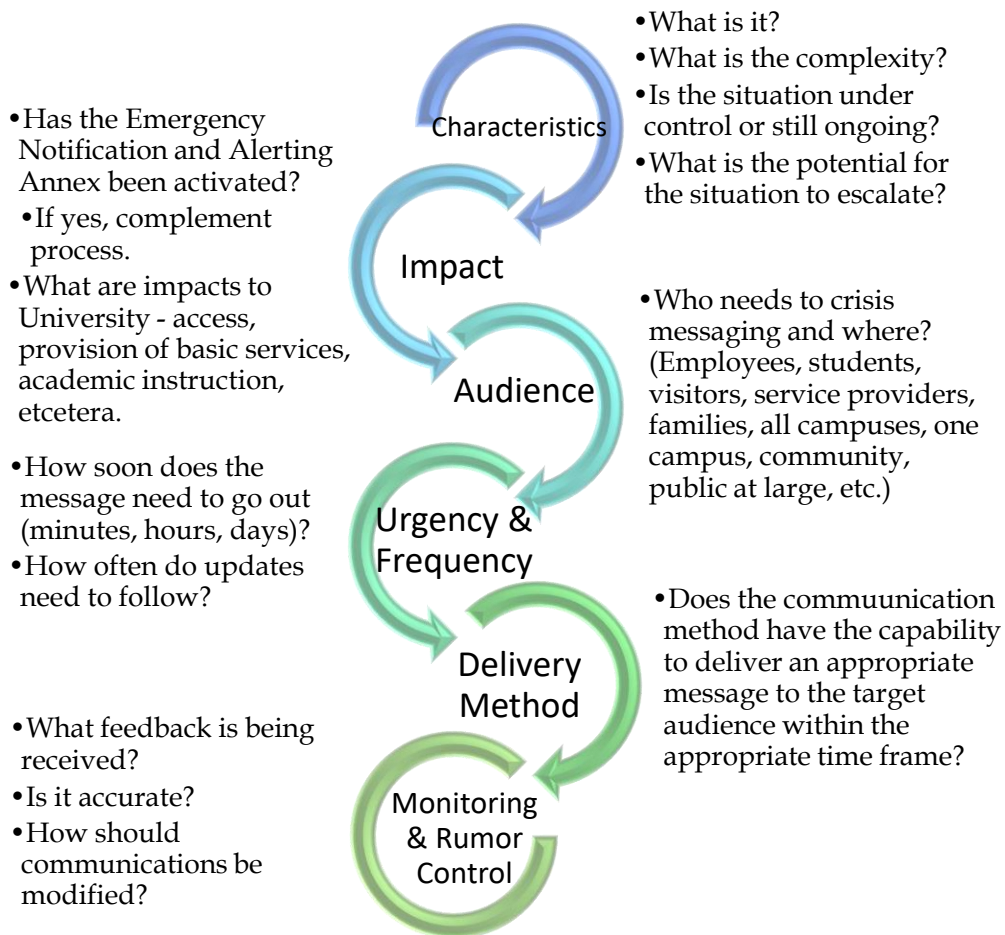 Characteristics
•What is it?
•What is the complexity?
•Is the situation under
control or still ongoing?
•What is the potential for
the situation to escalate?
Impact
•Has the Emergency
Notification and Alerting
Annex been activated?
•If yes, complement
process.
•What are impacts to
University - access,
provision of basic services,
academic instruction,
etcetera.
Audience
•Who needs to crisis
messaging and where?
(Employees, students,
visitors, service providers,
families, all campuses, one
campus, community,
public at large, etc.)
Urgency &
Frequency
•How soon does the
message need to go out
(minutes, hours, days)?
•How often do updates
need to follow?
Delivery
Method
•Does the commuunication
method have the capability
to deliver an appropriate
message to the target
audience within the
appropriate time frame?
Monitoring
& Rumor
Control
•What feedback is being
received?
•Is it accurate?
•How should
communications be
modified?